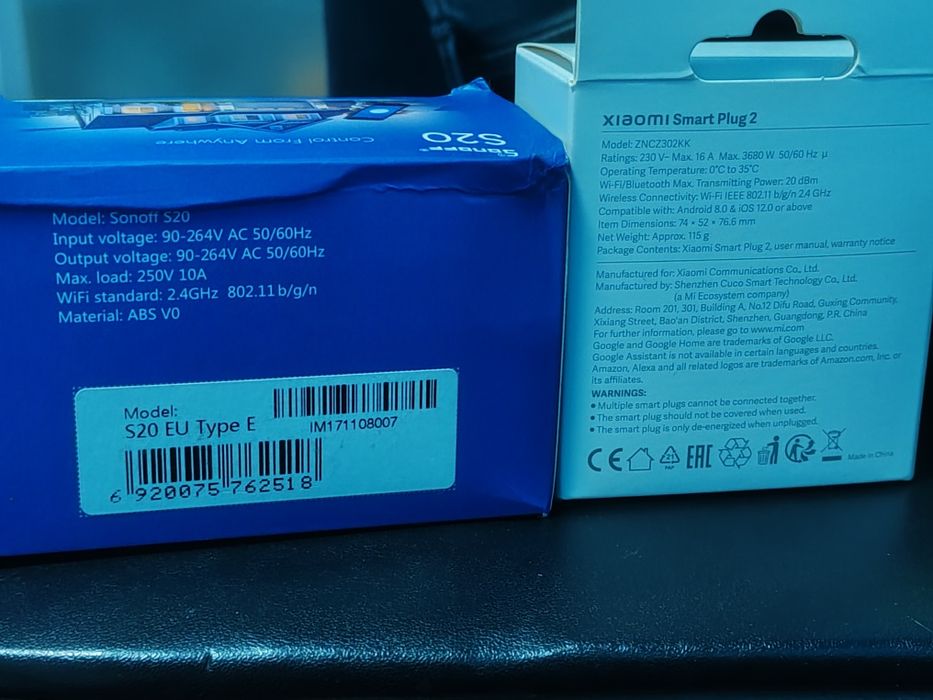 Control From Anywhere
SONOFF S20
Model: Sonoff S20
Input voltage: 90-264V AC 50/60Hz
Output voltage: 90-264V AC 50/60Hz
Max. load: 250V 10A
WiFi standard: 2.4GHz 802.11b/g/n
Material: ABS V0
Model:
S20 EU Type E
IM171108007
6 920075 762518
xiaomi Smart Plug 2
Model: ZNCZ302KK
Ratings: 230 V~ Max. 16 A Max. 3680 W 50/60 Hz µ
Operating Temperature: 0°C to 35°C
Wi-Fi/Bluetooth Max. Transmitting Power: 20 dBm
Wireless Connectivity: Wi-Fi IEEE 802.11 b/g/n 2.4 GHz
Compatible with: Android 8.0 & iOS 12.0 or above
Item Dimensions: 74 × 52 × 76.6 mm
Net Weight: Approx. 115 g
Package Contents: Xiaomi Smart Plug 2, user manual, warranty notice
Manufactured for: Xiaomi Communications Co., Ltd.
Manufactured by: Shenzhen Cuco Smart Technology Co., Ltd.
(a Mi Ecosystem company)
Address: Room 201, 301, Building A, No.12 Difu Road, Guxing Community,
Xixiang Street, Bao'an District, Shenzhen, Guangdong, P.R. China
For further information, please go to www.mi.com
Google and Google Home are trademarks of Google LLC.
Google Assistant is not available in certain languages and countries.
Amazon, Alexa and all related logos are trademarks of Amazon.com, Inc. or
its affiliates.
WARNINGS:
• Multiple smart plugs cannot be connected together.
• The smart plug should not be covered when used.
• The smart plug is only de-energized when unplugged.
CE 21 PAP EAC Made in China